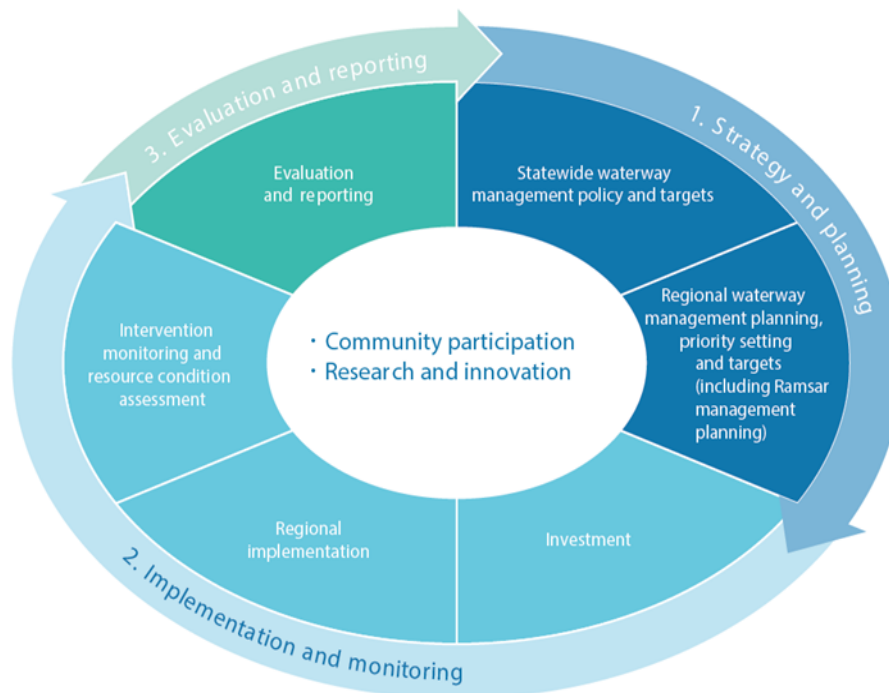 3. Evaluation and reporting
1. Strategy and planning
Evaluation
and reporting
Statewide waterway
management policy and targets
Regional waterway
management planning,
priority setting
and targets
(including Ramsar
management
planning)
Intervention
monitoring and
resource condition
assessment
· Community participation
· Research and innovation
Regional
implementation
Investment
2. Implementation and monitoring